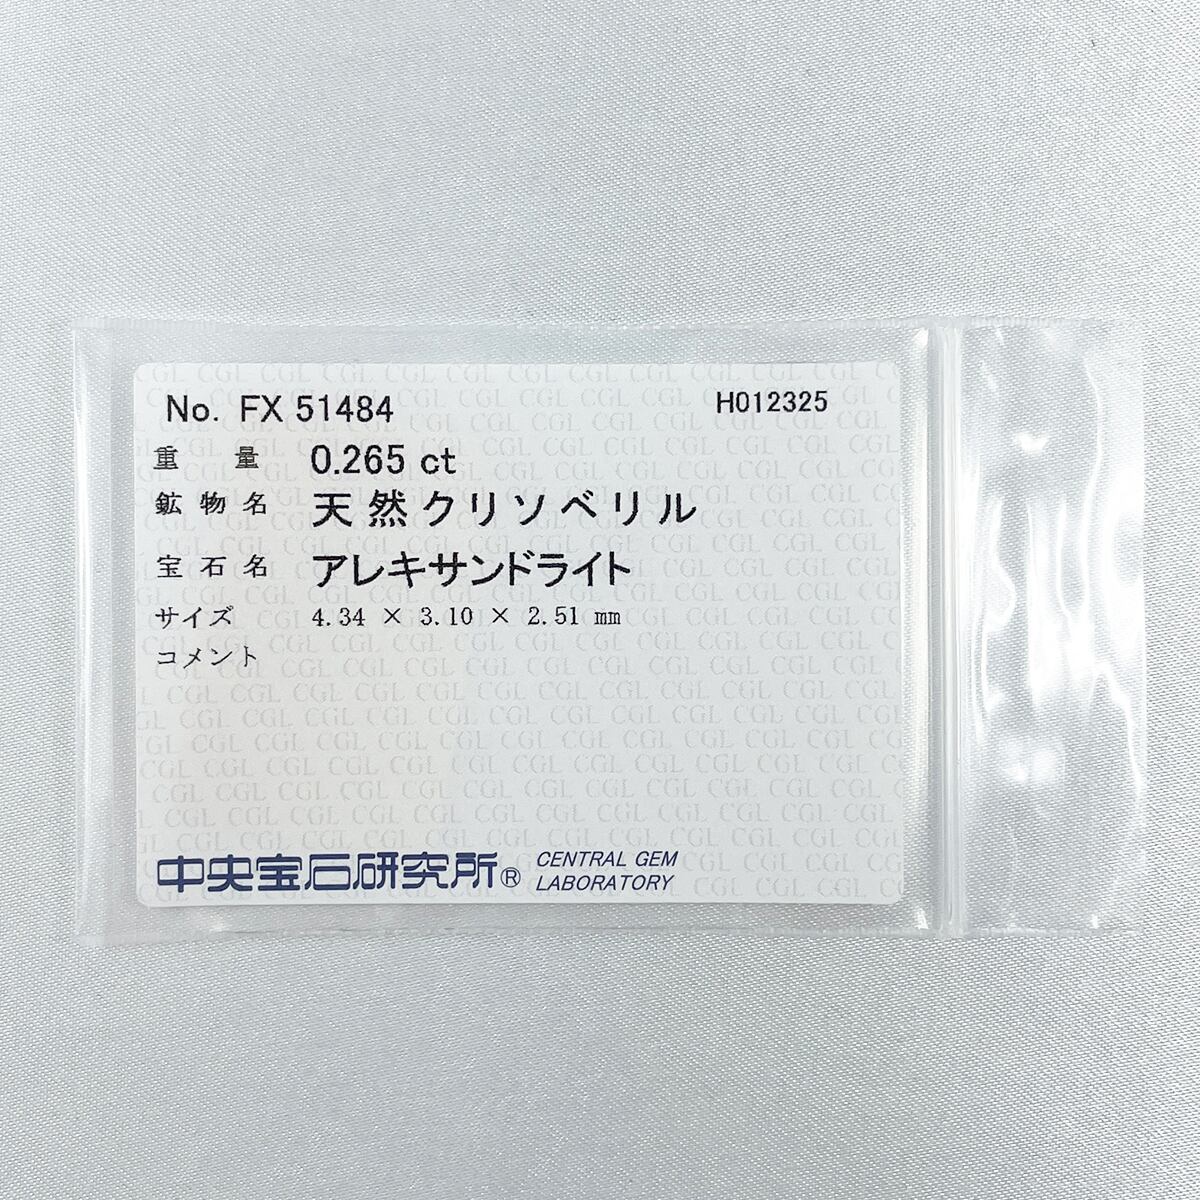 No. FX 51484 H012325
重量 0.265 ct
鉱物名 天然クリソベリル
宝石名 アレキサンドライト
サイズ 4.34 × 3.10 × 2.51 mm
コメント
中央宝石研究所® CENTRAL GEM
LABORATORY